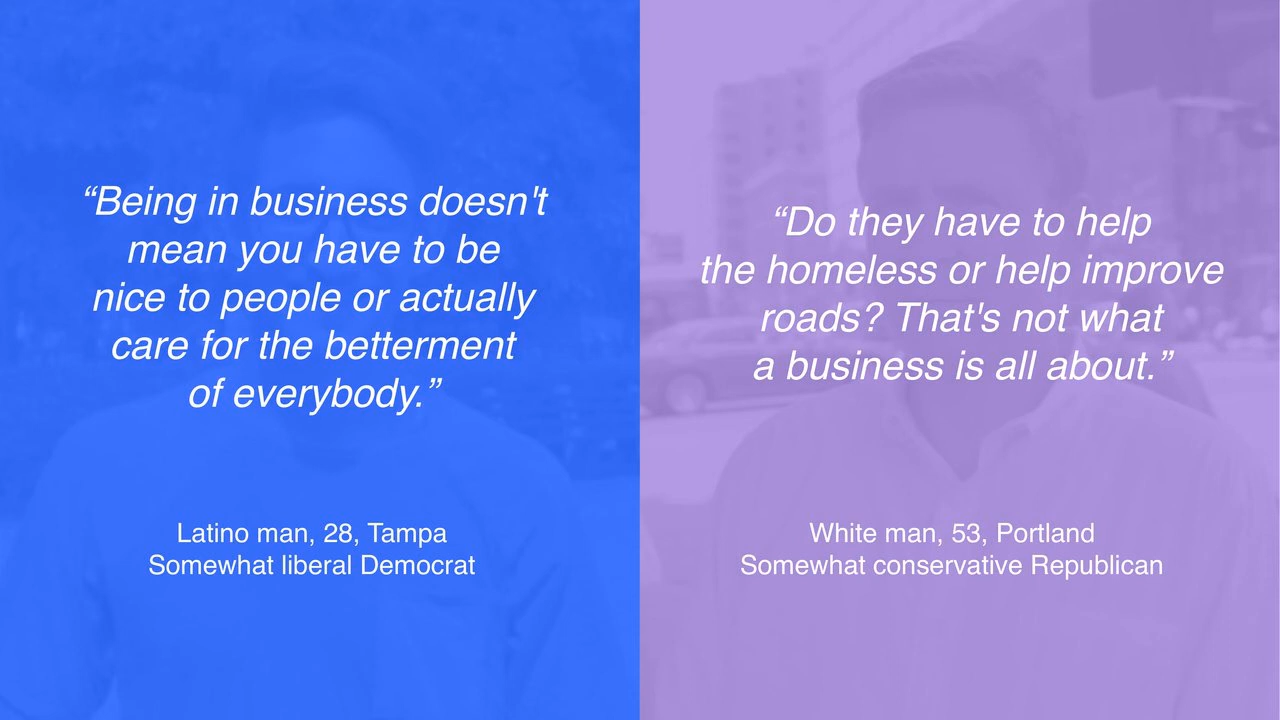 “Being in business doesn't
mean you have to be
nice to people or actually
care for the betterment
of everybody.”
Latino man, 28, Tampa
Somewhat liberal Democrat
“Do they have to help
the homeless or help improve
roads? That's not what
a business is all about.”
White man, 53, Portland
Somewhat conservative Republican